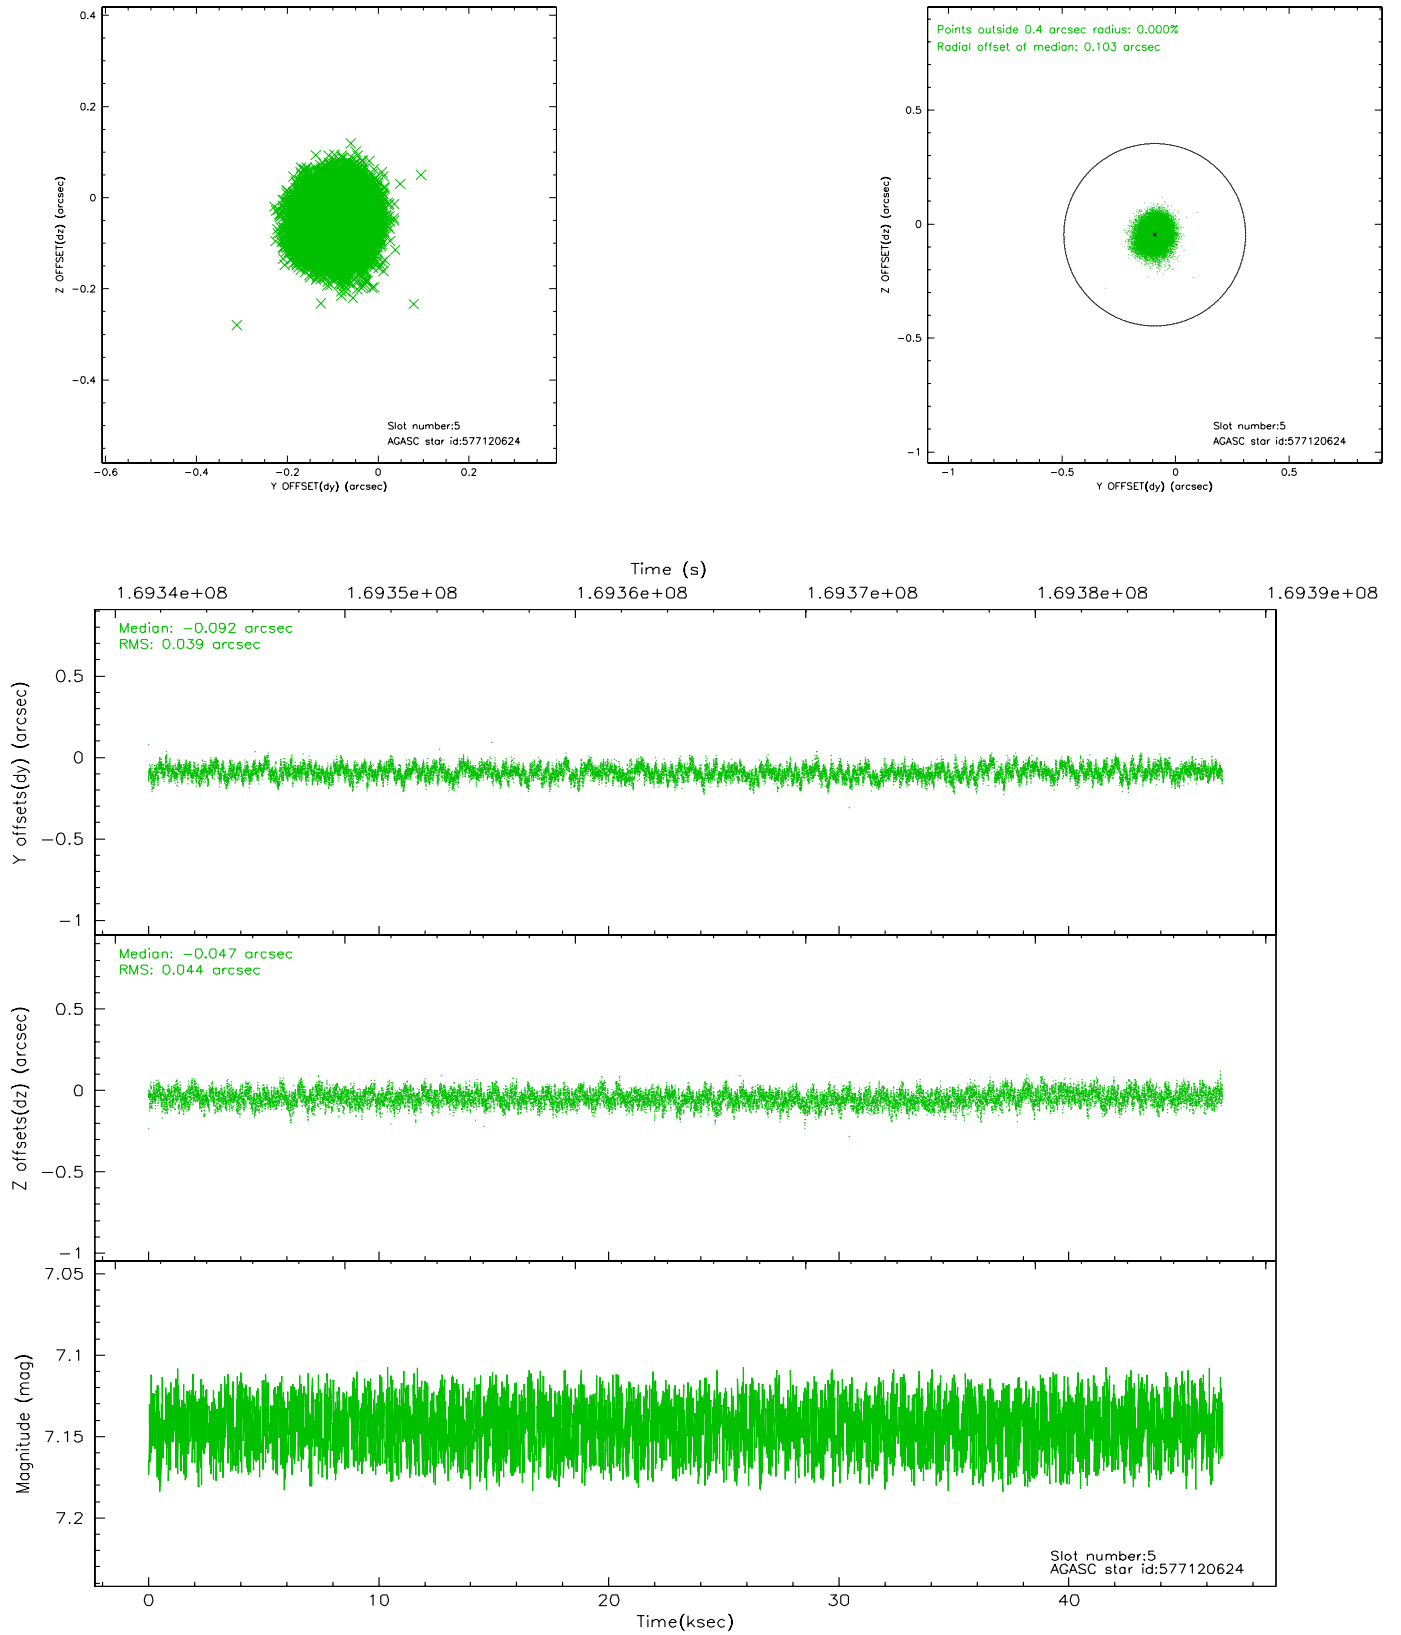 0.4
0.2
0
−0.2
−0.4
Z OFFSET(dz) (arcsec)
Slot number:5
AGASC star id:577120624
−0.6
−0.4
−0.2
0
0.2
Y OFFSET(dy) (arcsec)
Points outside 0.4 arcsec radius: 0.000%
Radial offset of median: 0.103 arcsec
0.5
0
−0.5
−1
Z OFFSET(dz) (arcsec)
Slot number:5
AGASC star id:577120624
−1
−0.5
0
0.5
Y OFFSET(dy) (arcsec)
Time (s)
1.6934e+08
1.6935e+08
1.6936e+08
1.6937e+08
1.6938e+08
1.6939e+08
Median: −0.092 arcsec
RMS: 0.039 arcsec
0.5
0
−0.5
−1
Y offsets(dy) (arcsec)
Median: −0.047 arcsec
RMS: 0.044 arcsec
0.5
0
−0.5
−1
Z offsets(dz) (arcsec)
7.05
7.1
7.15
7.2
Magnitude (mag)
Slot number:5
AGASC star id:577120624
0
10
20
30
40
Time(ksec)